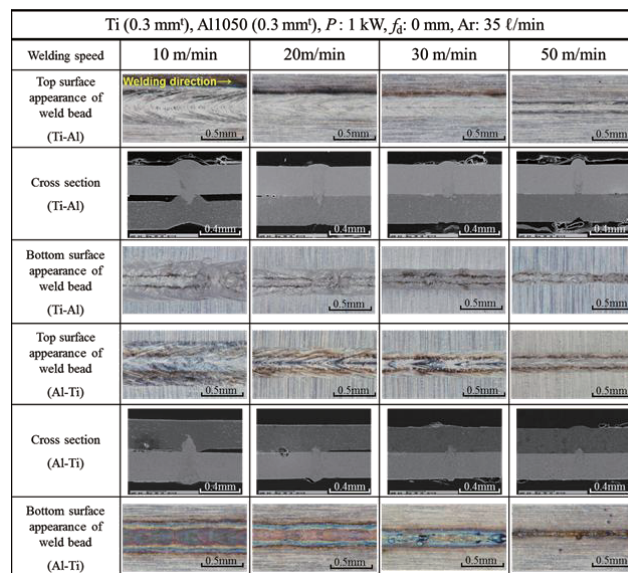 Ti (0.3 mmᵗ), Al1050 (0.3 mmᵗ), P: 1 kW, f_d: 0 mm, Ar: 35 ℓ/min
Welding speed 10 m/min 20m/min 30 m/min 50 m/min
Top surface
appearance of
weld bead
(Ti-Al)
Welding direction→
0.5mm 0.5mm 0.5mm 0.5mm
Cross section
(Ti-Al)
0.4mm 0.4mm 0.4mm 0.4mm
Bottom surface
appearance of
weld bead
(Ti-Al)
0.5mm 0.5mm 0.5mm 0.5mm
Top surface
appearance of
weld bead
(Al-Ti)
0.5mm 0.5mm 0.5mm 0.5mm
Cross section
(Al-Ti)
0.4mm 0.4mm 0.4mm 0.4mm
Bottom surface
appearance of
weld bead
(Al-Ti)
0.5mm 0.5mm 0.5mm 0.5mm